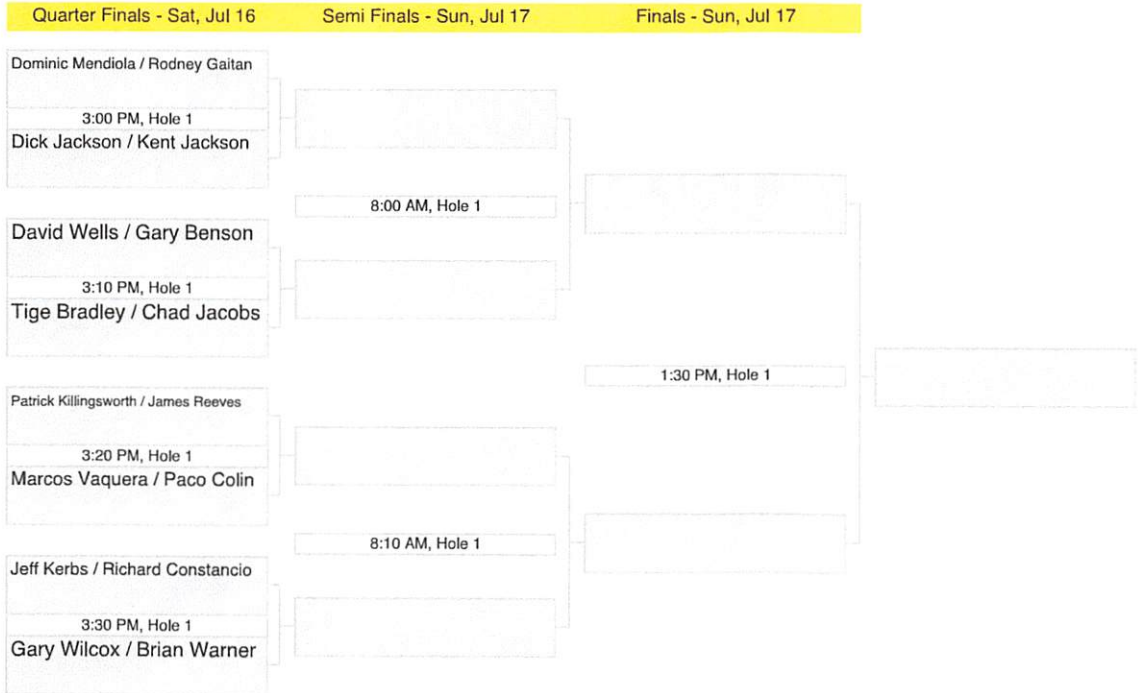 Quarter Finals - Sat, Jul 16
Semi Finals - Sun, Jul 17
Finals - Sun, Jul 17
Dominic Mendiola / Rodney Gaitan
3:00 PM, Hole 1
Dick Jackson / Kent Jackson
8:00 AM, Hole 1
David Wells / Gary Benson
3:10 PM, Hole 1
Tige Bradley / Chad Jacobs
1:30 PM, Hole 1
Patrick Killingsworth / James Reeves
3:20 PM, Hole 1
Marcos Vaquera / Paco Colin
8:10 AM, Hole 1
Jeff Kerbs / Richard Constancio
3:30 PM, Hole 1
Gary Wilcox / Brian Warner